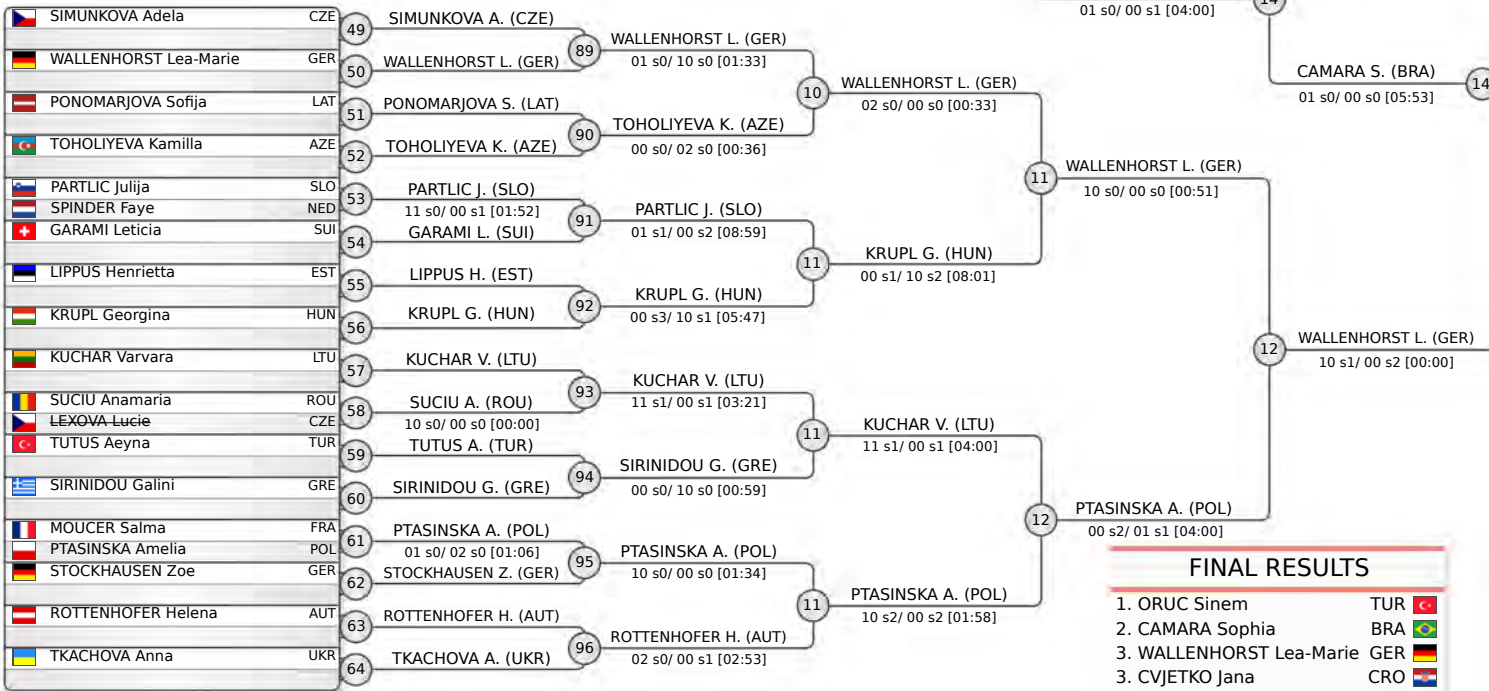 SIMUNKOVA Adela CZE
WALLENHORST Lea-Marie GER
PONOMARJOVA Sofija LAT
TOHOLIYEVA Kamilla AZE
PARTLIC Julija SLO
SPINDER Faye NED
GARAMI Leticia SUI
LIPPUS Henrietta EST
KRUPL Georgina HUN
KUCHAR Varvara LTU
SUCIU Anamaria ROU
LEXOVA Lucie CZE
TUTUS Aeyna TUR
SIRINIDOU Galini GRE
MOUCER Salma FRA
PTASINSKA Amelia POL
STOCKHAUSEN Zoe GER
ROTTENHOFER Helena AUT
TKACHOVA Anna UKR
49
50
51
52
53
54
55
56
57
58
59
60
61
62
63
64
SIMUNKOVA A. (CZE)
WALLENHORST L. (GER)
PONOMARJOVA S. (LAT)
TOHOLIYEVA K. (AZE)
PARTLIC J. (SLO)
11 s0/ 00 s1 [01:52]
GARAMI L. (SUI)
LIPPUS H. (EST)
KRUPL G. (HUN)
KUCHAR V. (LTU)
SUCIU A. (ROU)
10 s0/ 00 s0 [00:00]
TUTUS A. (TUR)
SIRINIDOU G. (GRE)
PTASINSKA A. (POL)
01 s0/ 02 s0 [01:06]
STOCKHAUSEN Z. (GER)
ROTTENHOFER H. (AUT)
TKACHOVA A. (UKR)
89
90
91
92
93
94
95
96
WALLENHORST L. (GER)
01 s0/ 10 s0 [01:33]
TOHOLIYEVA K. (AZE)
00 s0/ 02 s0 [00:36]
PARTLIC J. (SLO)
01 s1/ 00 s2 [08:59]
KRUPL G. (HUN)
00 s3/ 10 s1 [05:47]
KUCHAR V. (LTU)
11 s1/ 00 s1 [03:21]
SIRINIDOU G. (GRE)
00 s0/ 10 s0 [00:59]
PTASINSKA A. (POL)
10 s0/ 00 s0 [01:34]
ROTTENHOFER H. (AUT)
02 s0/ 00 s1 [02:53]
10
11
11
11
WALLENHORST L. (GER)
02 s0/ 00 s0 [00:33]
KRUPL G. (HUN)
00 s1/ 10 s2 [08:01]
KUCHAR V. (LTU)
11 s1/ 00 s1 [04:00]
PTASINSKA A. (POL)
10 s2/ 00 s2 [01:58]
11
12
WALLENHORST L. (GER)
10 s0/ 00 s0 [00:51]
PTASINSKA A. (POL)
00 s2/ 01 s1 [04:00]
12
WALLENHORST L. (GER)
10 s1/ 00 s2 [00:00]
01 s0/ 00 s1 [04:00]
14
CAMARA S. (BRA)
01 s0/ 00 s0 [05:53]
14
FINAL RESULTS
1. ORUC Sinem TUR
2. CAMARA Sophia BRA
3. WALLENHORST Lea-Marie GER
3. CVJETKO Jana CRO